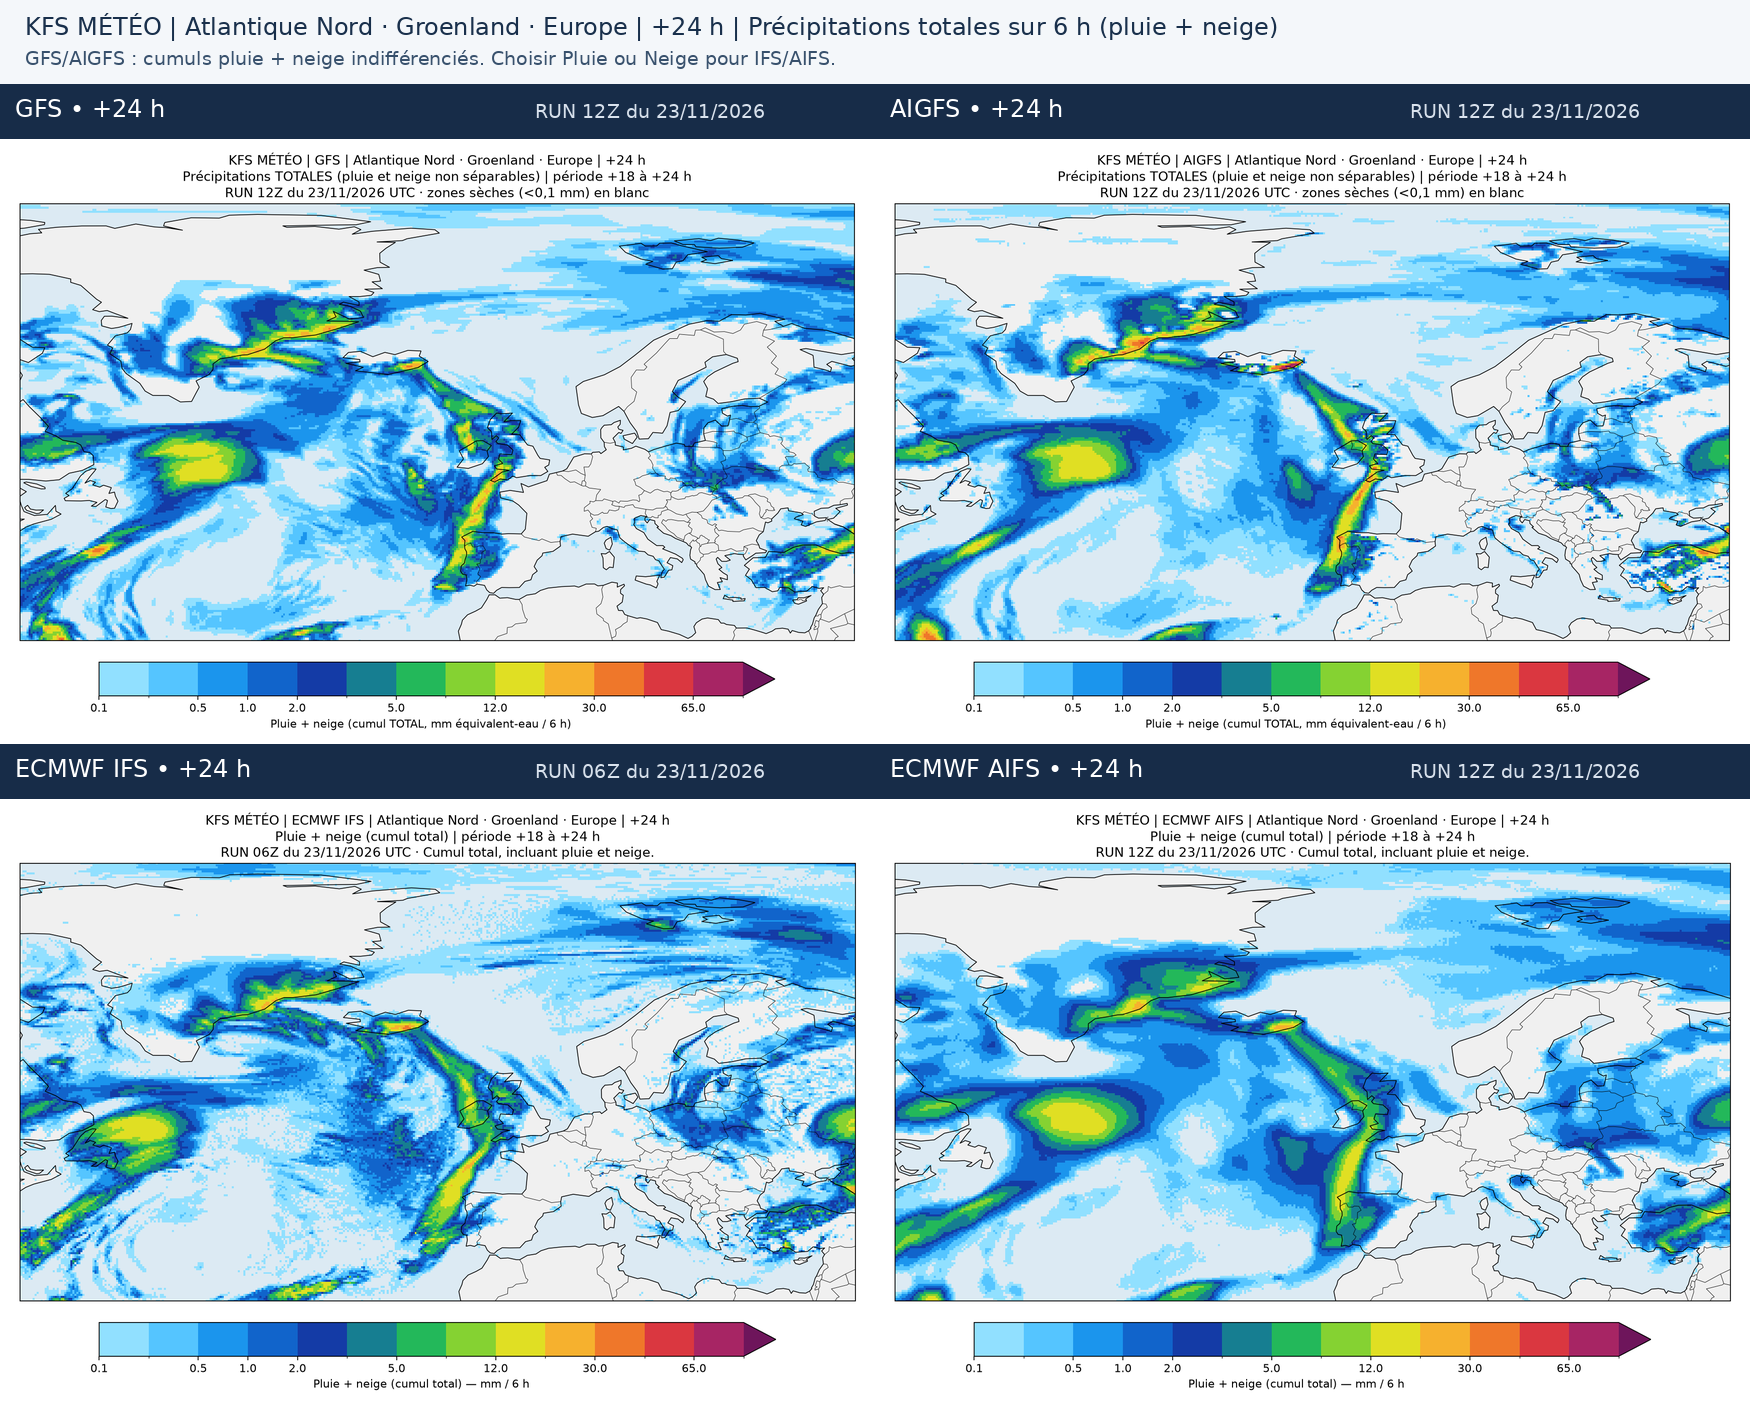 KFS MÉTÉO | Atlantique Nord · Groenland · Europe | +24 h | Précipitations totales sur 6 h (pluie + neige)
GFS/AIGFS : cumuls pluie + neige indifférenciés. Choisir Pluie ou Neige pour IFS/AIFS.
GFS • +24 h
RUN 12Z du 23/11/2026
AIGFS • +24 h
RUN 12Z du 23/11/2026
KFS MÉTÉO | GFS | Atlantique Nord · Groenland · Europe | +24 h
Précipitations TOTALES (pluie et neige non séparables) | période +18 à +24 h
RUN 12Z du 23/11/2026 UTC · zones sèches (<0,1 mm) en blanc
KFS MÉTÉO | AIGFS | Atlantique Nord · Groenland · Europe | +24 h
Précipitations TOTALES (pluie et neige non séparables) | période +18 à +24 h
RUN 12Z du 23/11/2026 UTC · zones sèches (<0,1 mm) en blanc
0.1 0.5 1.0 2.0 5.0 12.0 30.0 65.0
Pluie + neige (cumul TOTAL, mm équivalent-eau / 6 h)
0.1 0.5 1.0 2.0 5.0 12.0 30.0 65.0
Pluie + neige (cumul TOTAL, mm équivalent-eau / 6 h)
ECMWF IFS • +24 h
RUN 06Z du 23/11/2026
ECMWF AIFS • +24 h
RUN 12Z du 23/11/2026
KFS MÉTÉO | ECMWF IFS | Atlantique Nord · Groenland · Europe | +24 h
Pluie + neige (cumul total) | période +18 à +24 h
RUN 06Z du 23/11/2026 UTC · Cumul total, incluant pluie et neige.
KFS MÉTÉO | ECMWF AIFS | Atlantique Nord · Groenland · Europe | +24 h
Pluie + neige (cumul total) | période +18 à +24 h
RUN 12Z du 23/11/2026 UTC · Cumul total, incluant pluie et neige.
0.1 0.5 1.0 2.0 5.0 12.0 30.0 65.0
Pluie + neige (cumul total) — mm / 6 h
0.1 0.5 1.0 2.0 5.0 12.0 30.0 65.0
Pluie + neige (cumul total) — mm / 6 h